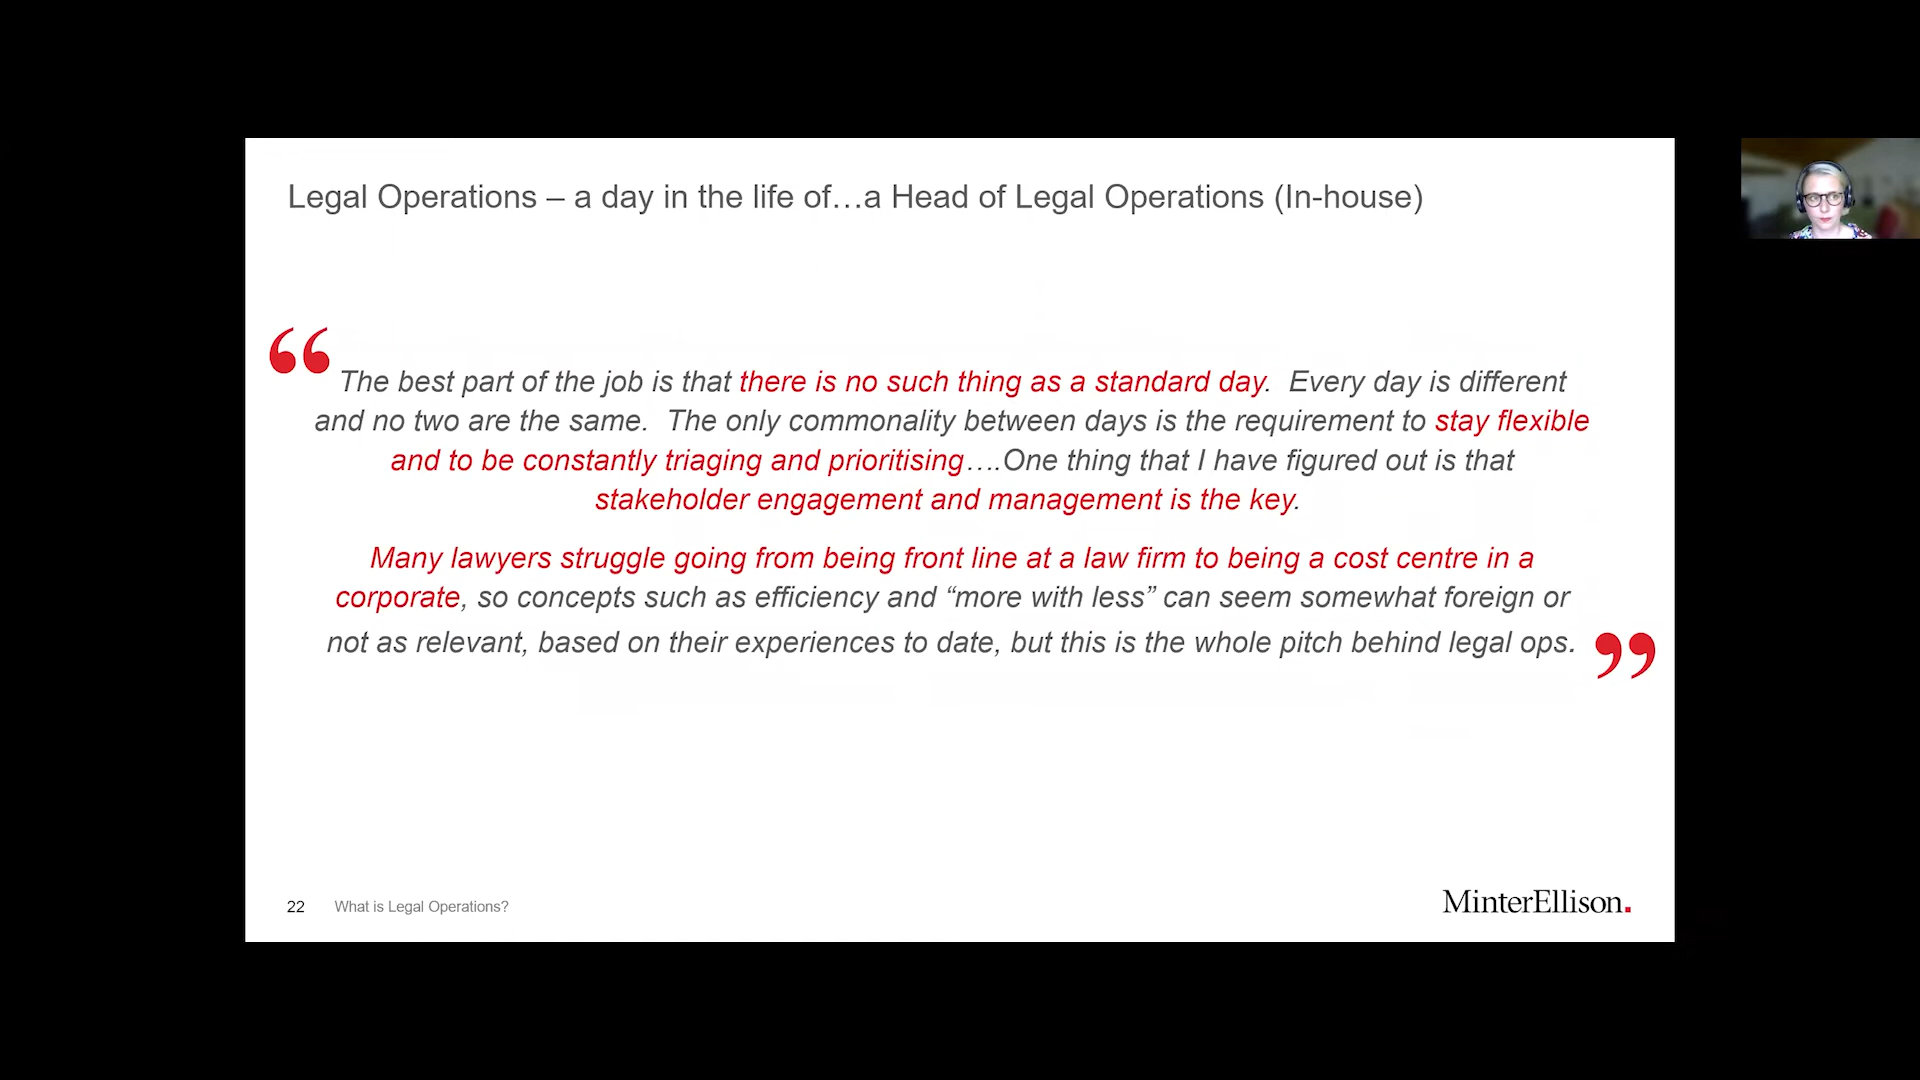 Legal Operations – a day in the life of…a Head of Legal Operations (In-house)
“
The best part of the job is that there is no such thing as a standard day.  Every day is different
and no two are the same.  The only commonality between days is the requirement to stay flexible
and to be constantly triaging and prioritising….One thing that I have figured out is that
stakeholder engagement and management is the key.
Many lawyers struggle going from being front line at a law firm to being a cost centre in a
corporate, so concepts such as efficiency and “more with less” can seem somewhat foreign or
not as relevant, based on their experiences to date, but this is the whole pitch behind legal ops.
”
22 What is Legal Operations?
MinterEllison.